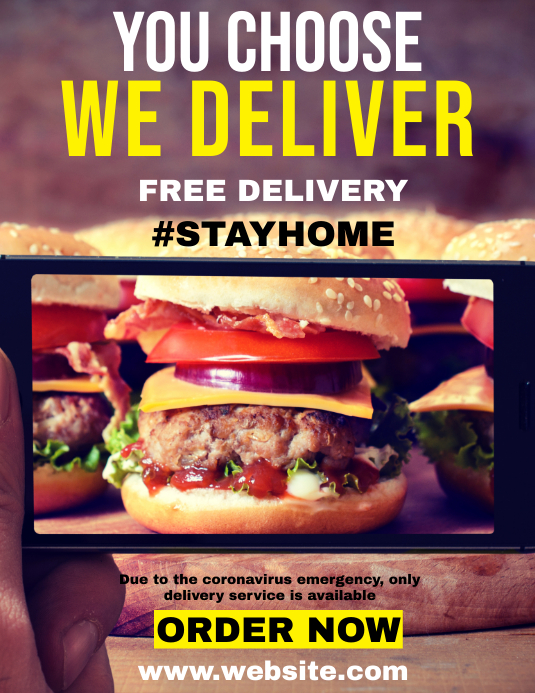 YOU CHOOSE
WE DELIVER
FREE DELIVERY
#STAYHOME
Due to the coronavirus emergency, only
delivery service is available
ORDER NOW
www.website.com